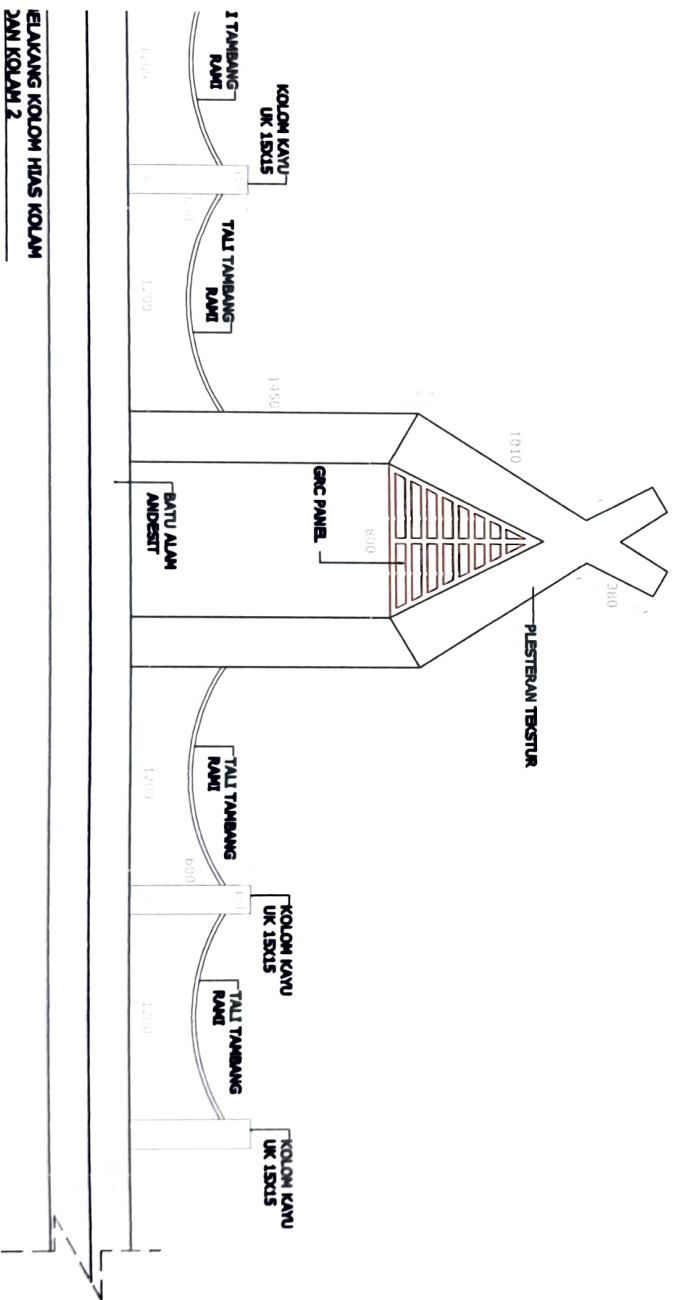 I TAMBANG
RAMI
KOLOM KAYU
UK 15X15
TALI TAMBANG
RAMI
1200
1450
1010
380
800
GRC PANEL
PLESTERAN TEKSTUR
BATU ALAM
ANDESIT
TALI TAMBANG
RAMI
1200
600
KOLOM KAYU
UK 15X15
TALI TAMBANG
RAMI
1200
KOLOM KAYU
UK 15X15
ELAKANG KOLOM HIAS KOLAM
DAN KOLAM 2